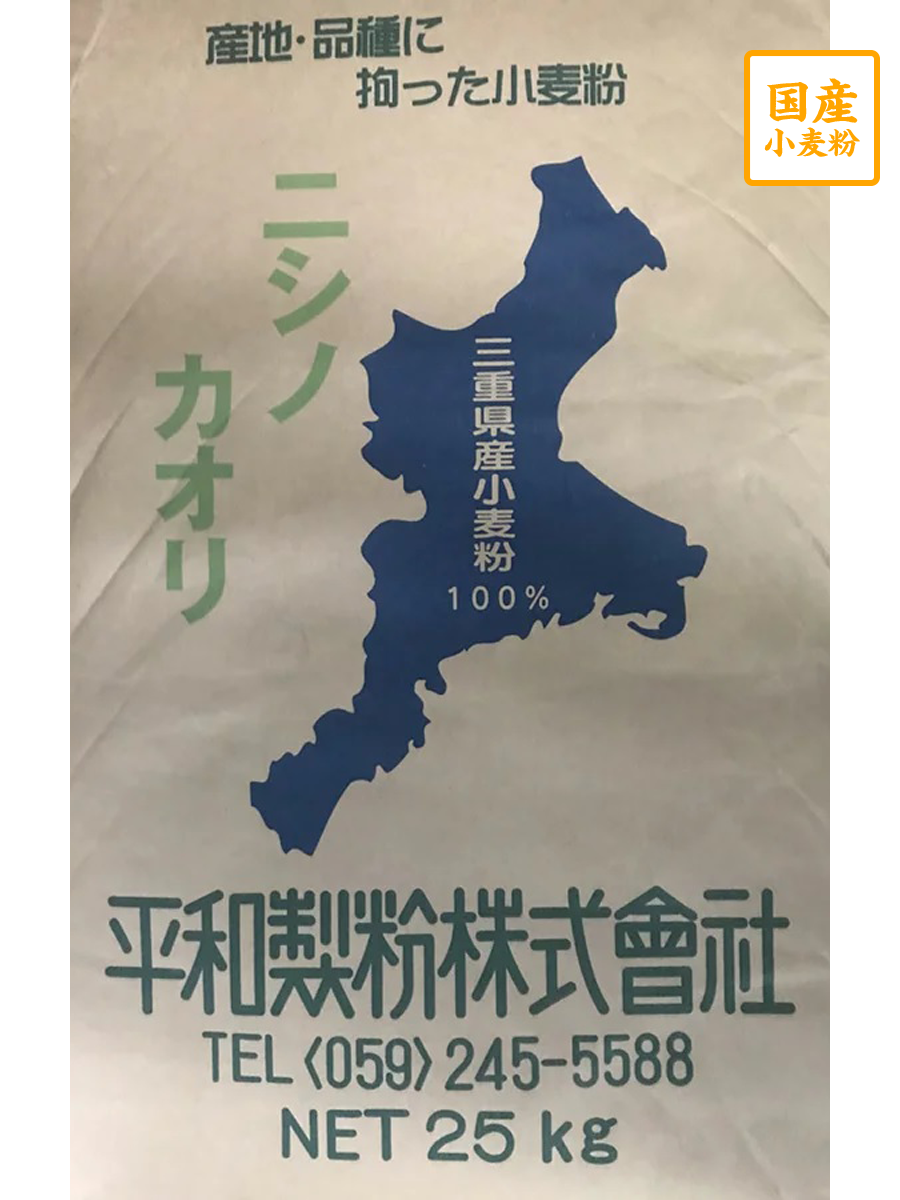 産地・品種に
拘った小麦粉
国産
小麦粉
ニシノ
カオリ
三重県産小麦粉
100%
平和製粉株式會社
TEL〈059〉245-5588
NET 25 kg